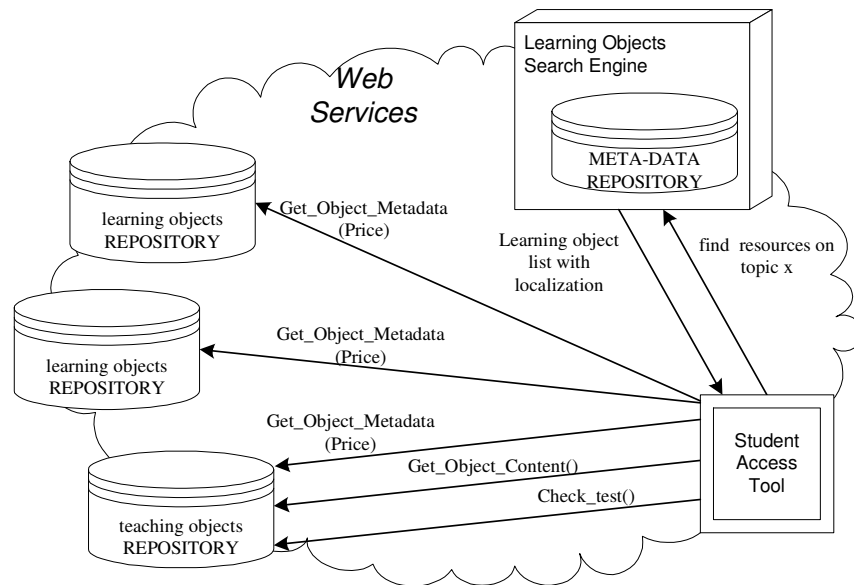 Learning Objects
Search Engine
Web
Services
META-DATA
REPOSITORY
learning objects
REPOSITORY
Get_Object_Metadata
(Price)
Learning object
list with
localization
find resources on
topic x
learning objects
REPOSITORY
Get_Object_Metadata
(Price)
Get_Object_Metadata
(Price)
Get_Object_Content()
Check_test()
Student
Access
Tool
teaching objects
REPOSITORY